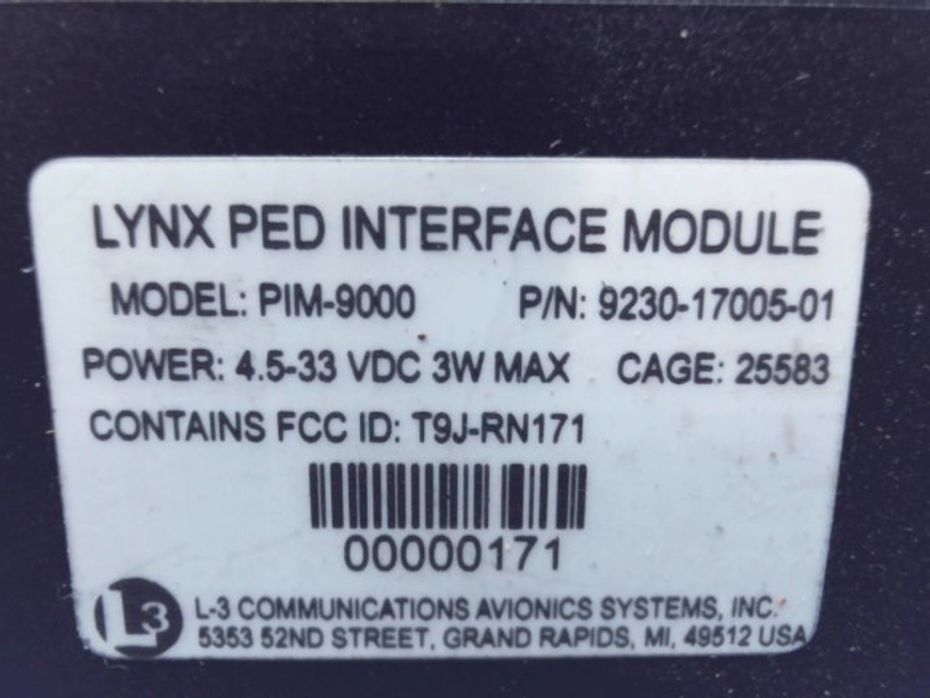 LYNX PED INTERFACE MODULE
MODEL: PIM-9000 P/N: 9230-17005-01
POWER: 4.5-33 VDC 3W MAX CAGE: 25583
CONTAINS FCC ID: T9J-RN171
00000171
L3 L-3 COMMUNICATIONS AVIONICS SYSTEMS, INC.
5353 52ND STREET, GRAND RAPIDS, MI, 49512 USA